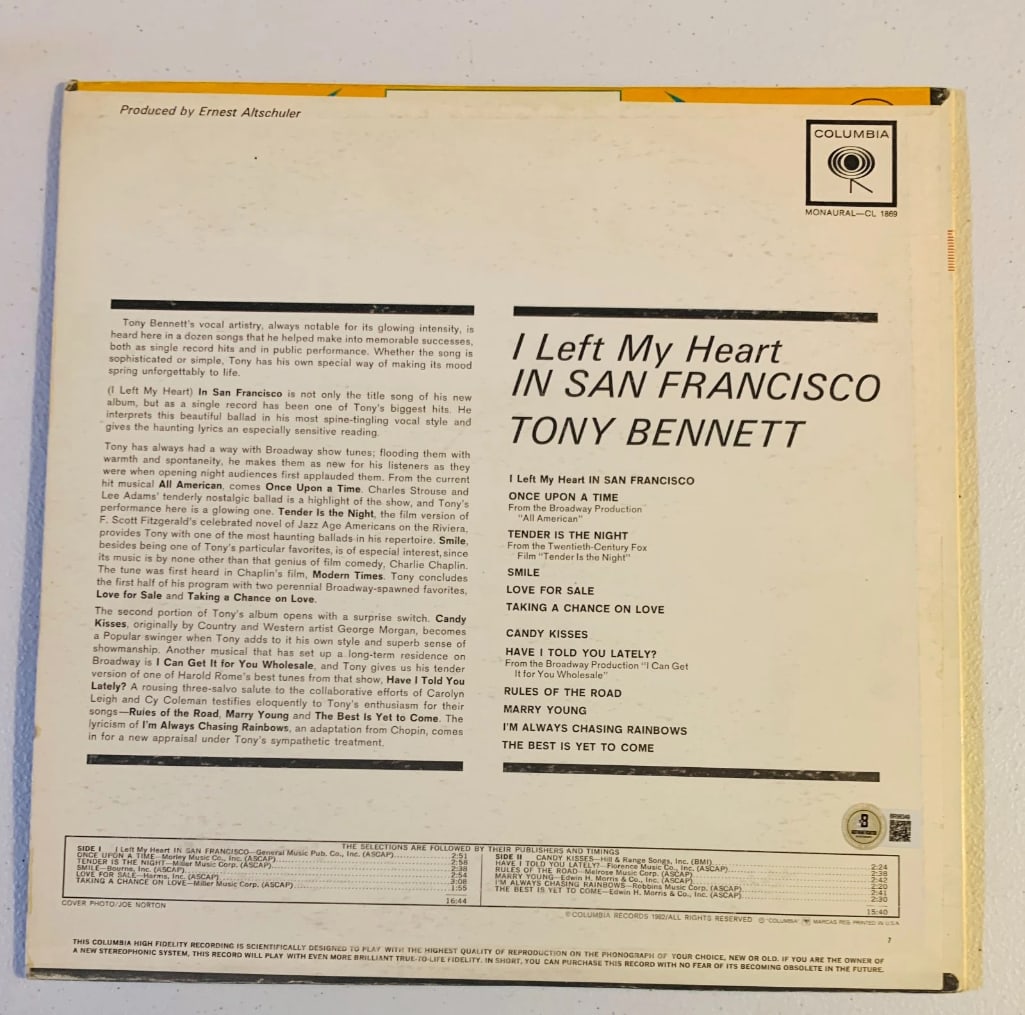 Produced by Ernest Altschuler
COLUMBIA
MONAURAL—CL 1869
Tony Bennett's vocal artistry, always notable for its glowing intensity, is
heard here in a dozen songs that he helped make into memorable successes,
both as single record hits and in public performance. Whether the song is
sophisticated or simple, Tony has his own special way of making its mood
spring unforgettably to life.
(I Left My Heart) In San Francisco is not only the title song of his new
album, but as a single record has been one of Tony's biggest hits. He
interprets this beautiful ballad in his most spine-tingling vocal style and
gives the haunting lyrics an especially sensitive reading.
Tony has always had a way with Broadway show tunes; flooding them with
warmth and spontaneity, he makes them as new for his listeners as they
were when opening night audiences first applauded them. From the current
hit musical All American, comes Once Upon a Time. Charles Strouse and
Lee Adams' tenderly nostalgic ballad is a highlight of the show, and Tony's
performance here is a glowing one. Tender Is the Night, the film version of
F. Scott Fitzgerald's celebrated novel of Jazz Age Americans on the Riviera,
provides Tony with one of the most haunting ballads in his repertoire. Smile,
besides being one of Tony's particular favorites, is of special interest, since
its music is by none other than that genius of film comedy, Charlie Chaplin.
The tune was first heard in Chaplin's film, Modern Times. Tony concludes
the first half of his program with two perennial Broadway-spawned favorites,
Love for Sale and Taking a Chance on Love.
The second portion of Tony's album opens with a surprise switch. Candy
Kisses, originally by Country and Western artist George Morgan, becomes
a Popular swinger when Tony adds to it his own style and superb sense of
showmanship. Another musical that has set up a long-term residence on
Broadway is I Can Get It for You Wholesale, and Tony gives us his tender
version of one of Harold Rome's best tunes from that show, Have I Told You
Lately? A rousing three-salvo salute to the collaborative efforts of Carolyn
Leigh and Cy Coleman testifies eloquently to Tony's enthusiasm for their
songs—Rules of the Road, Marry Young and The Best Is Yet to Come. The
lyricism of I'm Always Chasing Rainbows, an adaptation from Chopin, comes
in for a new appraisal under Tony's sympathetic treatment.
I Left My Heart
IN SAN FRANCISCO
TONY BENNETT
I Left My Heart IN SAN FRANCISCO
ONCE UPON A TIME
From the Broadway Production
"All American"
TENDER IS THE NIGHT
From the Twentieth-Century Fox
Film "Tender Is the Night"
SMILE
LOVE FOR SALE
TAKING A CHANCE ON LOVE
CANDY KISSES
HAVE I TOLD YOU LATELY?
From the Broadway Production "I Can Get
It for You Wholesale"
RULES OF THE ROAD
MARRY YOUNG
I'M ALWAYS CHASING RAINBOWS
THE BEST IS YET TO COME
THE SELECTIONS ARE FOLLOWED BY THEIR PUBLISHERS AND TIMINGS
SIDE I I Left My Heart IN SAN FRANCISCO—General Music Pub. Co., Inc. (ASCAP) 2:51
ONCE UPON A TIME—Morley Music Co., Inc. (ASCAP) 2:58
TENDER IS THE NIGHT—Miller Music Corp. (ASCAP) 2:38
SMILE—Bourne, Inc. (ASCAP) 2:54
LOVE FOR SALE—Harms, Inc. (ASCAP) 3:08
TAKING A CHANCE ON LOVE—Miller Music Corp. (ASCAP) 1:55
16:44
SIDE II CANDY KISSES—Hill & Range Songs, Inc. (BMI) 2:24
HAVE I TOLD YOU LATELY?—Florence Music Co., Inc. (ASCAP) 2:38
RULES OF THE ROAD—Melrose Music Corp. (ASCAP) 2:42
MARRY YOUNG—Edwin H. Morris & Co., Inc. (ASCAP) 2:20
I'M ALWAYS CHASING RAINBOWS—Robbins Music Corp. (ASCAP) 2:41
THE BEST IS YET TO COME—Edwin H. Morris & Co., Inc. (ASCAP) 2:30
15:40
COVER PHOTO/JOE NORTON
© COLUMBIA RECORDS 1962/ALL RIGHTS RESERVED ® "COLUMBIA" MARCAS REG. PRINTED IN U.S.A.
7
THIS COLUMBIA HIGH FIDELITY RECORDING IS SCIENTIFICALLY DESIGNED TO PLAY WITH THE HIGHEST QUALITY OF REPRODUCTION ON THE PHONOGRAPH OF YOUR CHOICE, NEW OR OLD. IF YOU ARE THE OWNER OF
A NEW STEREOPHONIC SYSTEM, THIS RECORD WILL PLAY WITH EVEN MORE BRILLIANT TRUE-TO-LIFE FIDELITY. IN SHORT, YOU CAN PURCHASE THIS RECORD WITH NO FEAR OF ITS BECOMING OBSOLETE IN THE FUTURE.